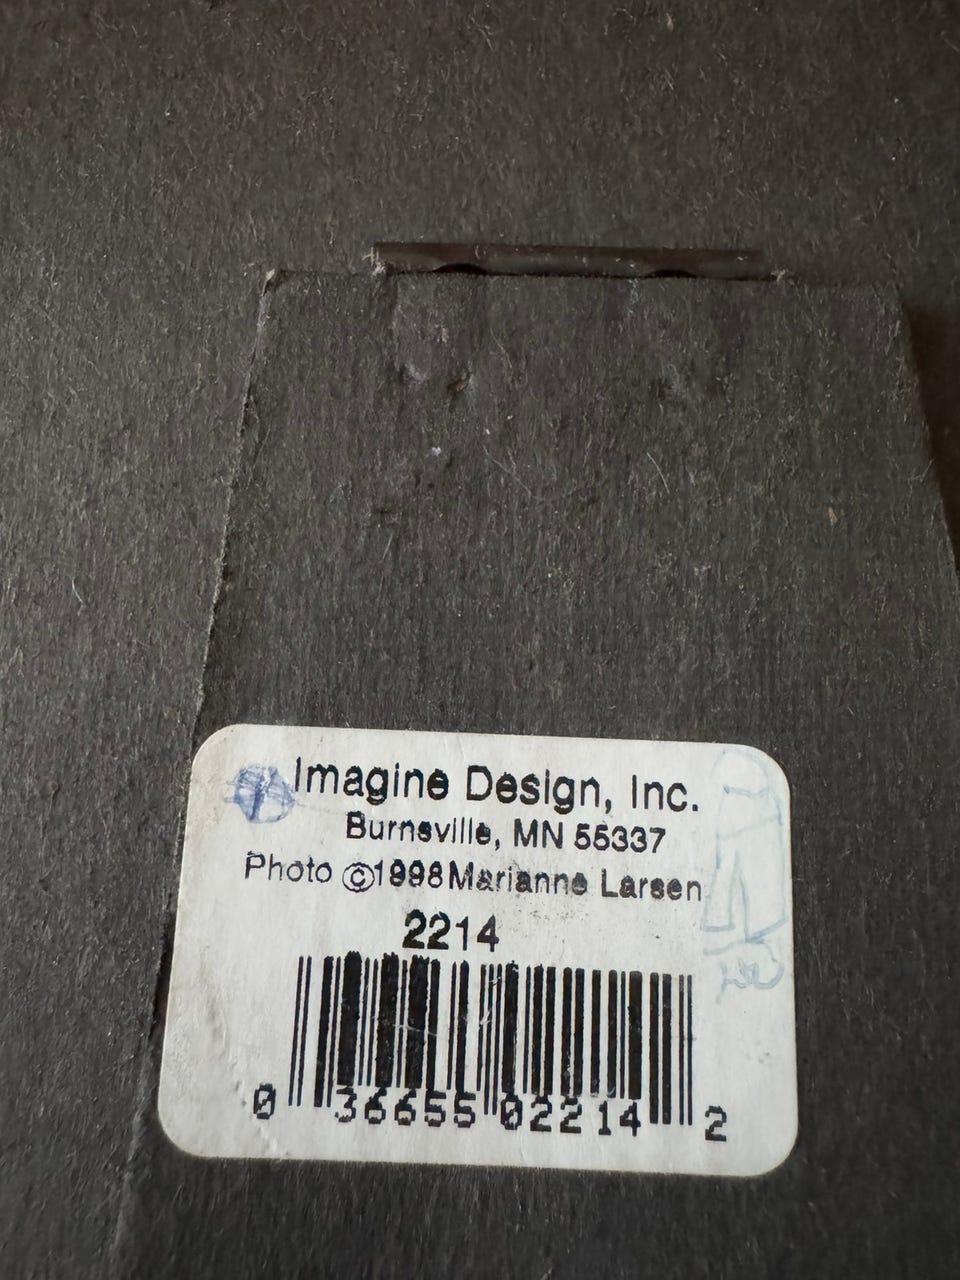 Imagine Design, Inc.
Burnsville, MN 55337
Photo ©1998 Marianne Larsen
2214
0 36655 02214 2